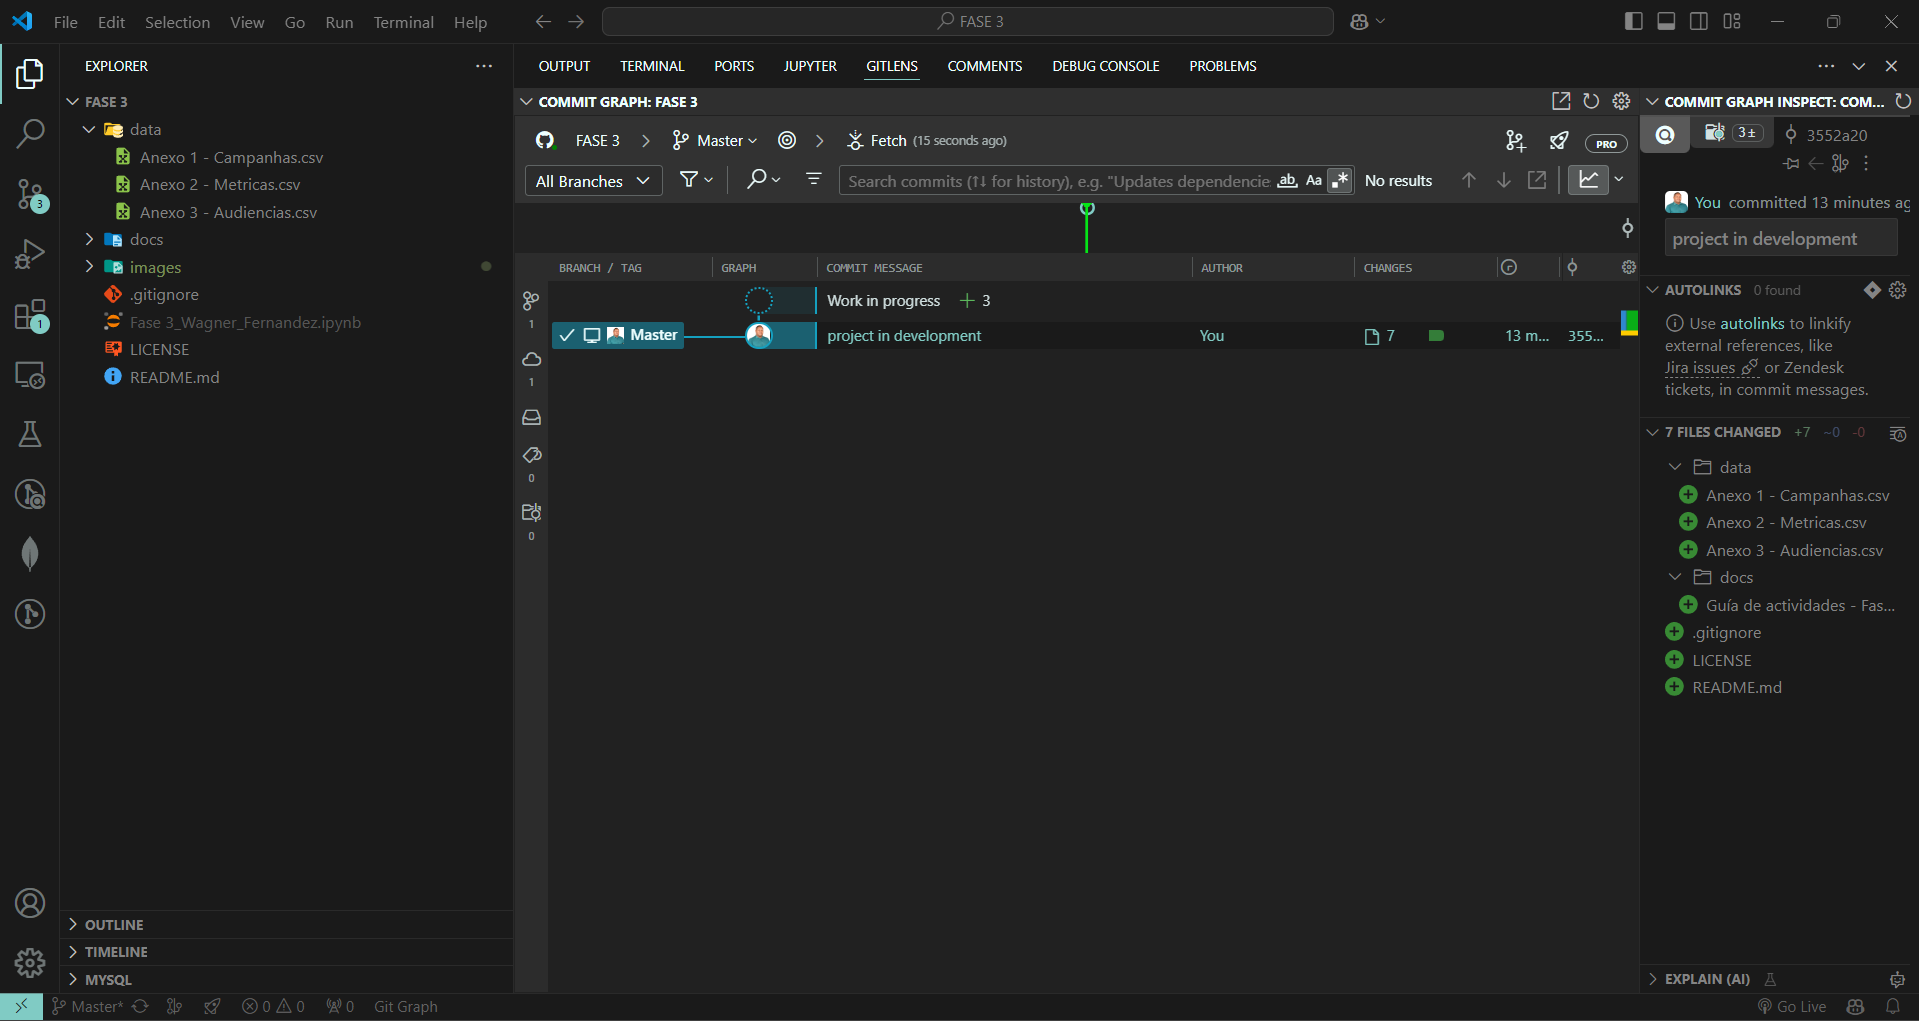 File Edit Selection View Go Run Terminal Help
FASE 3
EXPLORER
FASE 3
data
Anexo 1 - Campanhas.csv
Anexo 2 - Metricas.csv
Anexo 3 - Audiencias.csv
docs
images
.gitignore
Fase 3_Wagner_Fernandez.ipynb
LICENSE
README.md
3
1
OUTLINE
TIMELINE
MYSQL
OUTPUT TERMINAL PORTS JUPYTER GITLENS COMMENTS DEBUG CONSOLE PROBLEMS
COMMIT GRAPH: FASE 3
FASE 3 Master Fetch (15 seconds ago)
PRO
All Branches
Search commits (↑↓ for history), e.g. "Updates dependencie
ab Aa No results
BRANCH / TAG GRAPH COMMIT MESSAGE AUTHOR CHANGES
Work in progress + 3
Master project in development You 7 13 m... 355...
1
1
0
0
COMMIT GRAPH INSPECT: COM...
3± 3552a20
You committed 13 minutes ag
project in development
AUTOLINKS 0 found
Use autolinks to linkify
external references, like
Jira issues or Zendesk
tickets, in commit messages.
7 FILES CHANGED +7 ~0 -0
data
Anexo 1 - Campanhas.csv
Anexo 2 - Metricas.csv
Anexo 3 - Audiencias.csv
docs
Guía de actividades - Fas...
.gitignore
LICENSE
README.md
EXPLAIN (AI)
Master* 0 0 0 Git Graph
Go Live